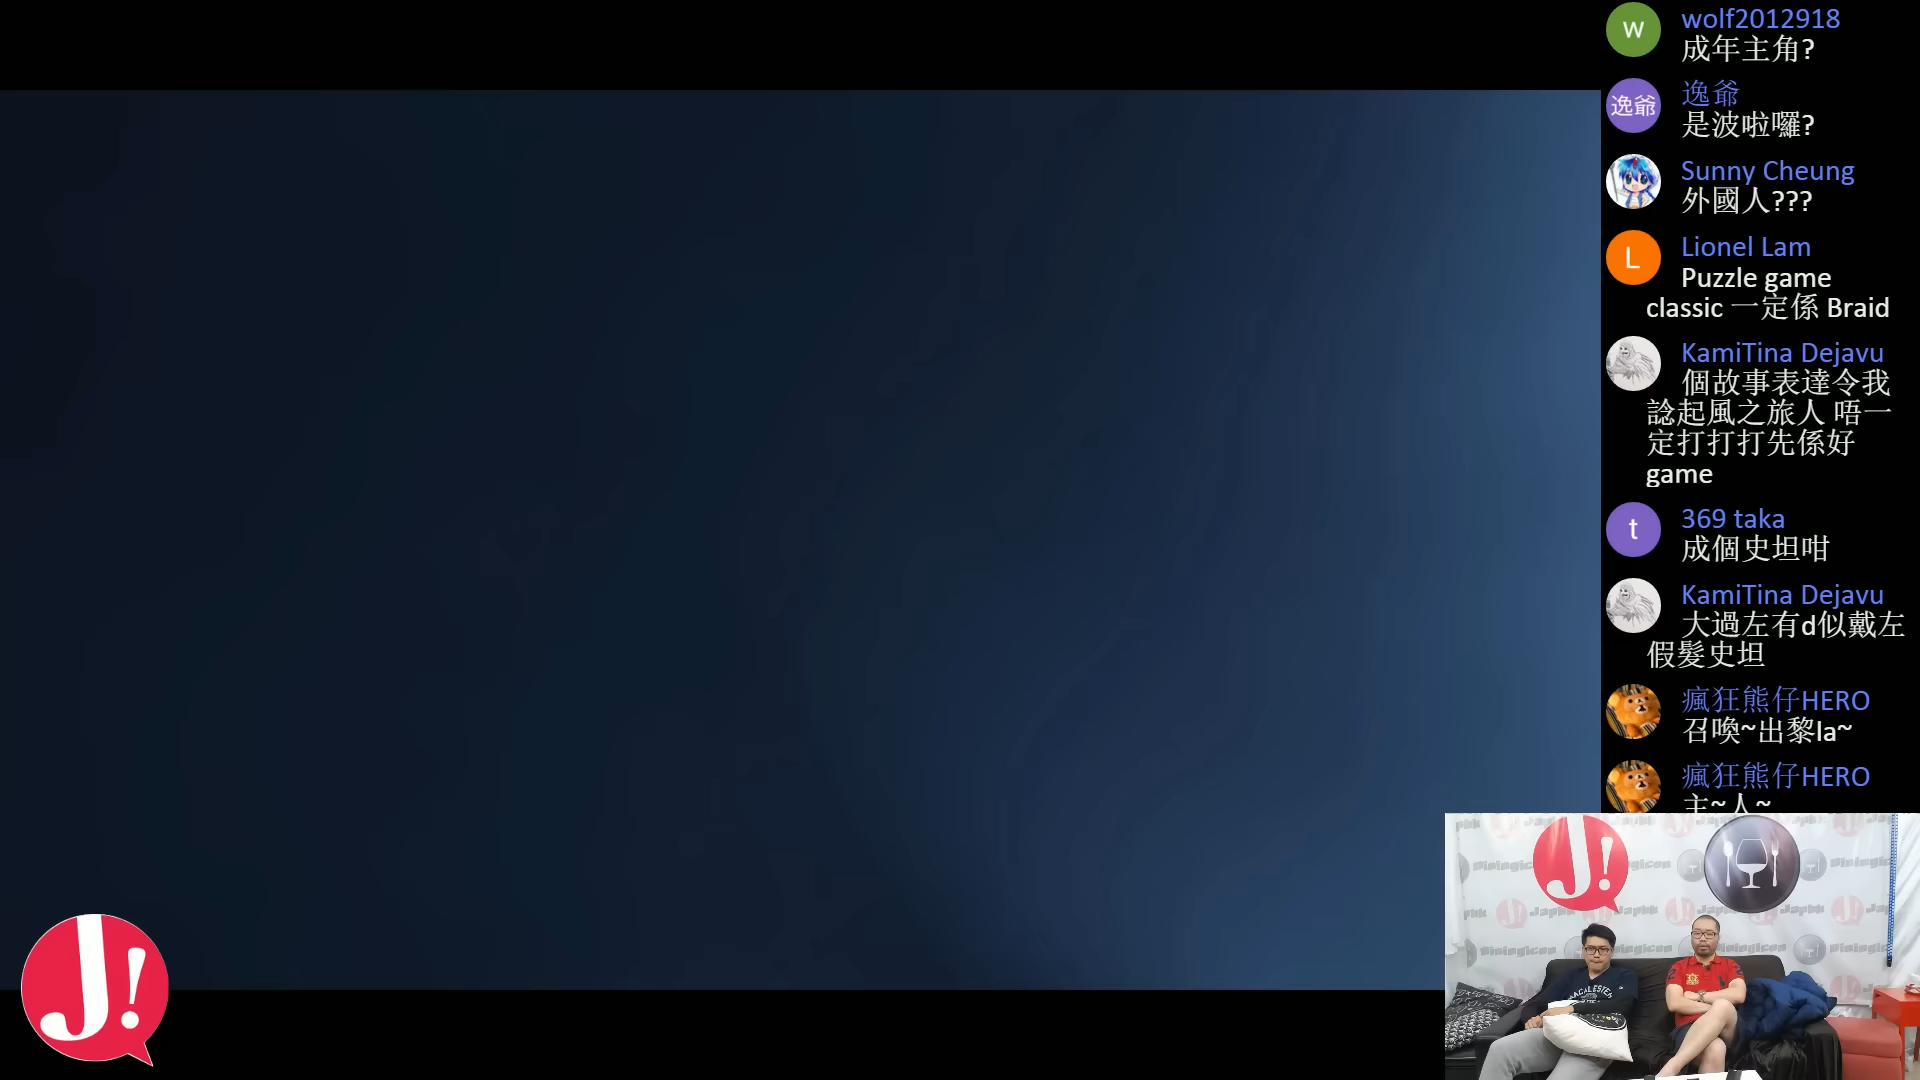 W
wolf2012918
成年主角?
逸爺
逸爺
是波啦囉?
Sunny Cheung
外國人???
L
Lionel Lam
Puzzle game
classic 一定係 Braid
KamiTina Dejavu
個故事表達令我
諗起風之旅人 唔一
定打打打先係好
game
t
369 taka
成個史坦咁
KamiTina Dejavu
大過左有d似戴左
假髮史坦
瘋狂熊仔HERO
召喚~出黎la~
瘋狂熊仔HERO
主~人~
J!
J!
MACALESTER